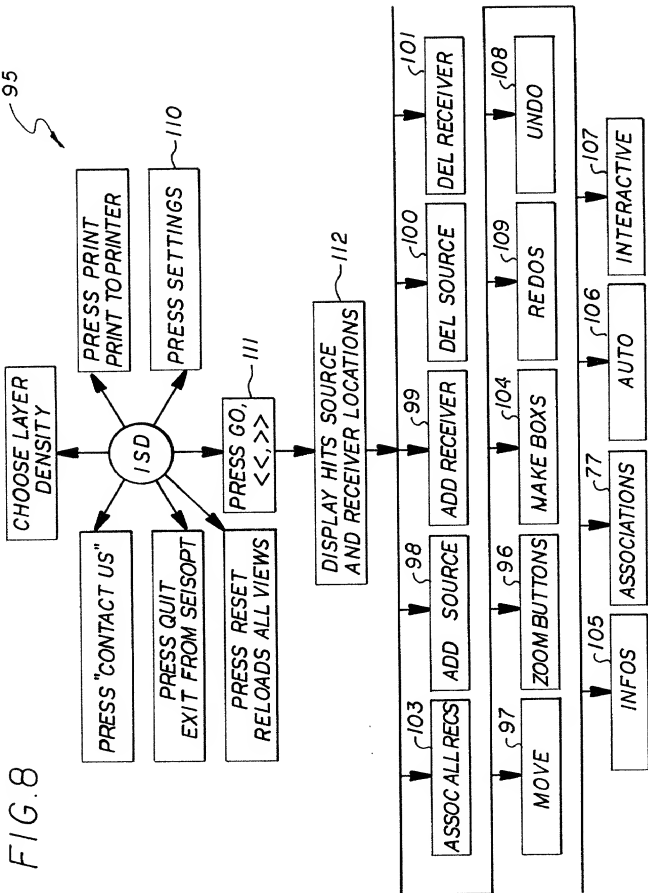 FIG.8
95
CHOOSE LAYER
DENSITY
PRESS "CONTACT US"
PRESS PRINT
PRINT TO PRINTER
ISD
PRESS QUIT
EXIT FROM SEISOPT
PRESS SETTINGS
110
PRESS RESET
RELOADS ALL VIEWS
PRESS GO,
<<,>>
111
DISPLAY HITS SOURCE
AND RECEIVER LOCATIONS
112
103
ASSOC ALL RECS
98
ADD SOURCE
99
ADD RECEIVER
100
DEL SOURCE
101
DEL RECEIVER
97
MOVE
96
ZOOM BUTTONS
104
MAKE BOXS
109
REDOS
108
UNDO
105
INFOS
77
ASSOCIATIONS
106
AUTO
107
INTERACTIVE